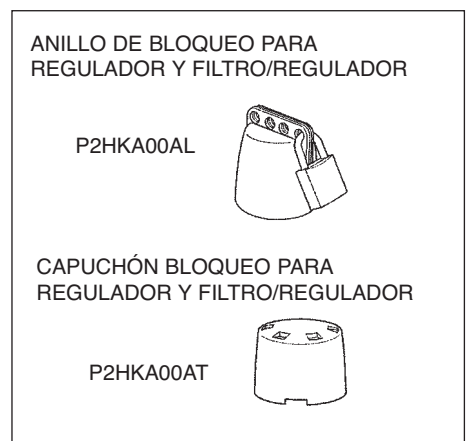 ANILLO DE BLOQUEO PARA
REGULADOR Y FILTRO/REGULADOR
P2HKA00AL
CAPUCHÓN BLOQUEO PARA
REGULADOR Y FILTRO/REGULADOR
P2HKA00AT